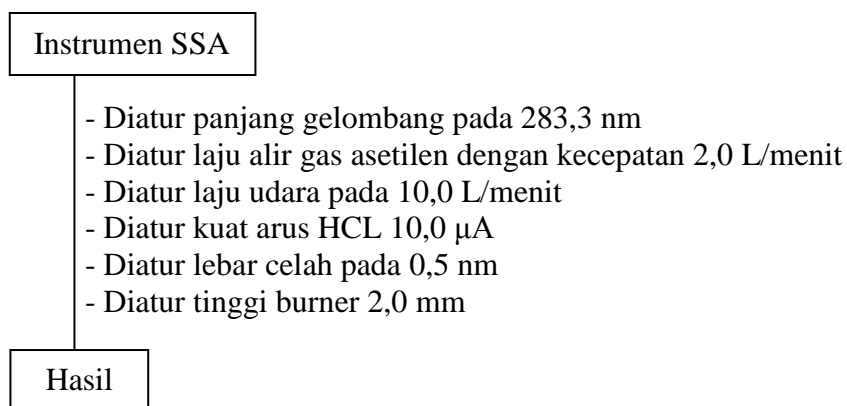 Instrumen SSA
- Diatur panjang gelombang pada 283,3 nm
- Diatur laju alir gas asetilen dengan kecepatan 2,0 L/menit
- Diatur laju udara pada 10,0 L/menit
- Diatur kuat arus HCL 10,0 μA
- Diatur lebar celah pada 0,5 nm
- Diatur tinggi burner 2,0 mm
Hasil